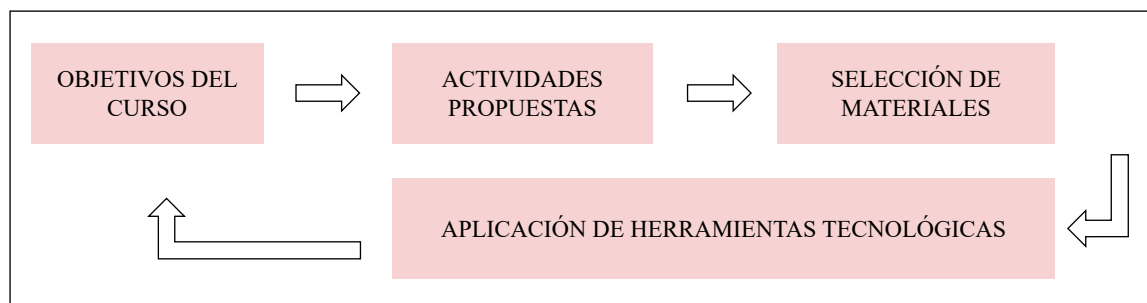 OBJETIVOS DEL
CURSO
ACTIVIDADES
PROPUESTAS
SELECCIÓN DE
MATERIALES
APLICACIÓN DE HERRAMIENTAS TECNOLÓGICAS